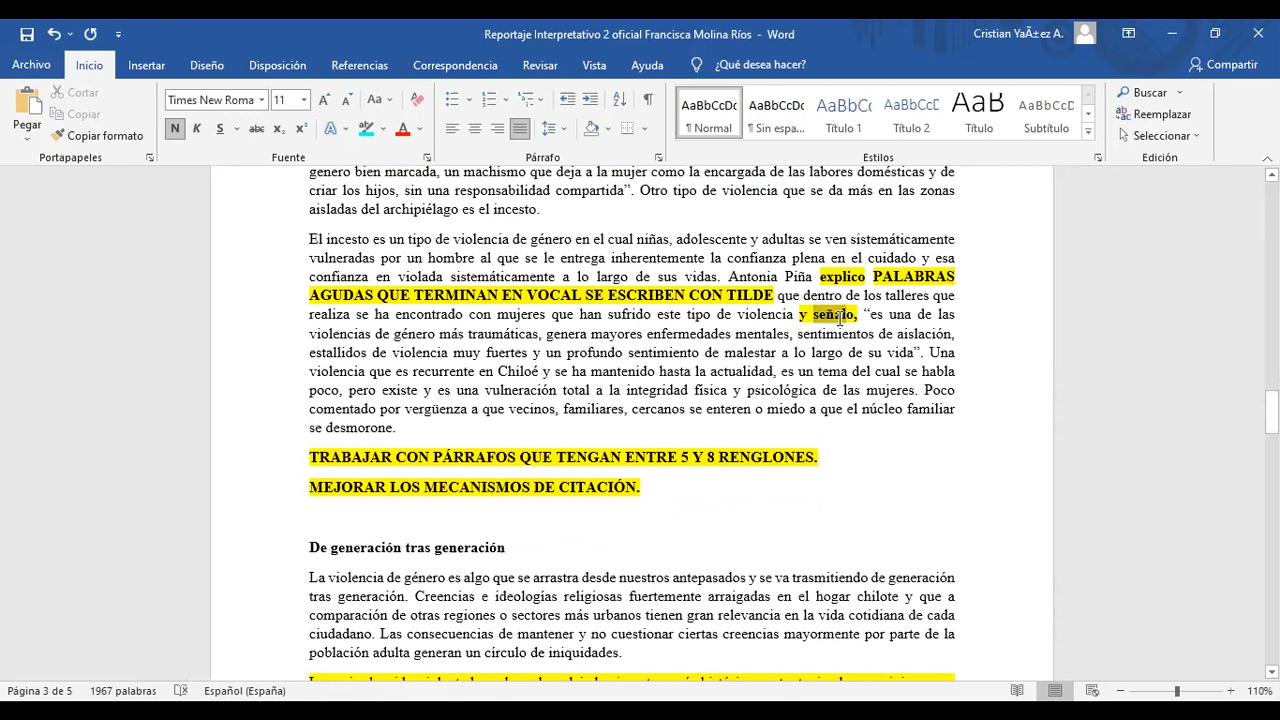 Reportaje Interpretativo 2 oficial Francisca Molina Ríos - Word
Cristian YaÃ±ez A.
Archivo Inicio Insertar Diseño Disposición Referencias Correspondencia Revisar Vista Ayuda ¿Qué desea hacer? Compartir
Pegar
Cortar
Copiar
Copiar formato
Portapapeles
Times New Roma 11
Fuente
Párrafo
AaBbCcDc AaBbCcDc AaBbCcD AaBbCcD AaB AaBbCcD
¶ Normal ¶ Sin espa... Título 1 Título 2 Título Subtítulo
Estilos
Buscar
Reemplazar
Seleccionar
Edición
género bien marcada, un machismo que deja a la mujer como la encargada de las labores domésticas y de
criar los hijos, sin una responsabilidad compartida”. Otro tipo de violencia que se da más en las zonas
aisladas del archipiélago es el incesto.
El incesto es un tipo de violencia de género en el cual niñas, adolescente y adultas se ven sistemáticamente
vulneradas por un hombre al que se le entrega inherentemente la confianza plena en el cuidado y esa
confianza en violada sistemáticamente a lo largo de sus vidas. Antonia Piña explico PALABRAS
AGUDAS QUE TERMINAN EN VOCAL SE ESCRIBEN CON TILDE que dentro de los talleres que
realiza se ha encontrado con mujeres que han sufrido este tipo de violencia y señalo, “es una de las
violencias de género más traumáticas, genera mayores enfermedades mentales, sentimientos de aislación,
estallidos de violencia muy fuertes y un profundo sentimiento de malestar a lo largo de su vida”. Una
violencia que es recurrente en Chiloé y se ha mantenido hasta la actualidad, es un tema del cual se habla
poco, pero existe y es una vulneración total a la integridad física y psicológica de las mujeres. Poco
comentado por vergüenza a que vecinos, familiares, cercanos se enteren o miedo a que el núcleo familiar
se desmorone.
TRABAJAR CON PÁRRAFOS QUE TENGAN ENTRE 5 Y 8 RENGLONES.
MEJORAR LOS MECANISMOS DE CITACIÓN.
De generación tras generación
La violencia de género es algo que se arrastra desde nuestros antepasados y se va trasmitiendo de generación
tras generación. Creencias e ideologías religiosas fuertemente arraigadas en el hogar chilote y que a
comparación de otras regiones o sectores más urbanos tienen gran relevancia en la vida cotidiana de cada
ciudadano. Las consecuencias de mantener y no cuestionar ciertas creencias mayormente por parte de la
población adulta generan un círculo de iniquidades.
Página 3 de 5 1967 palabras Español (España) 110%